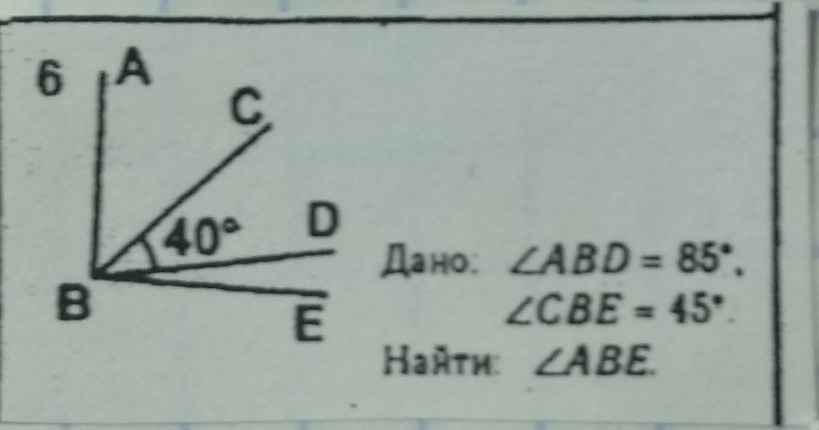 6 A
C
40°
D
B
E
Дано: ∠ABD = 85°.
∠CBE = 45°.
Найти: ∠ABE.